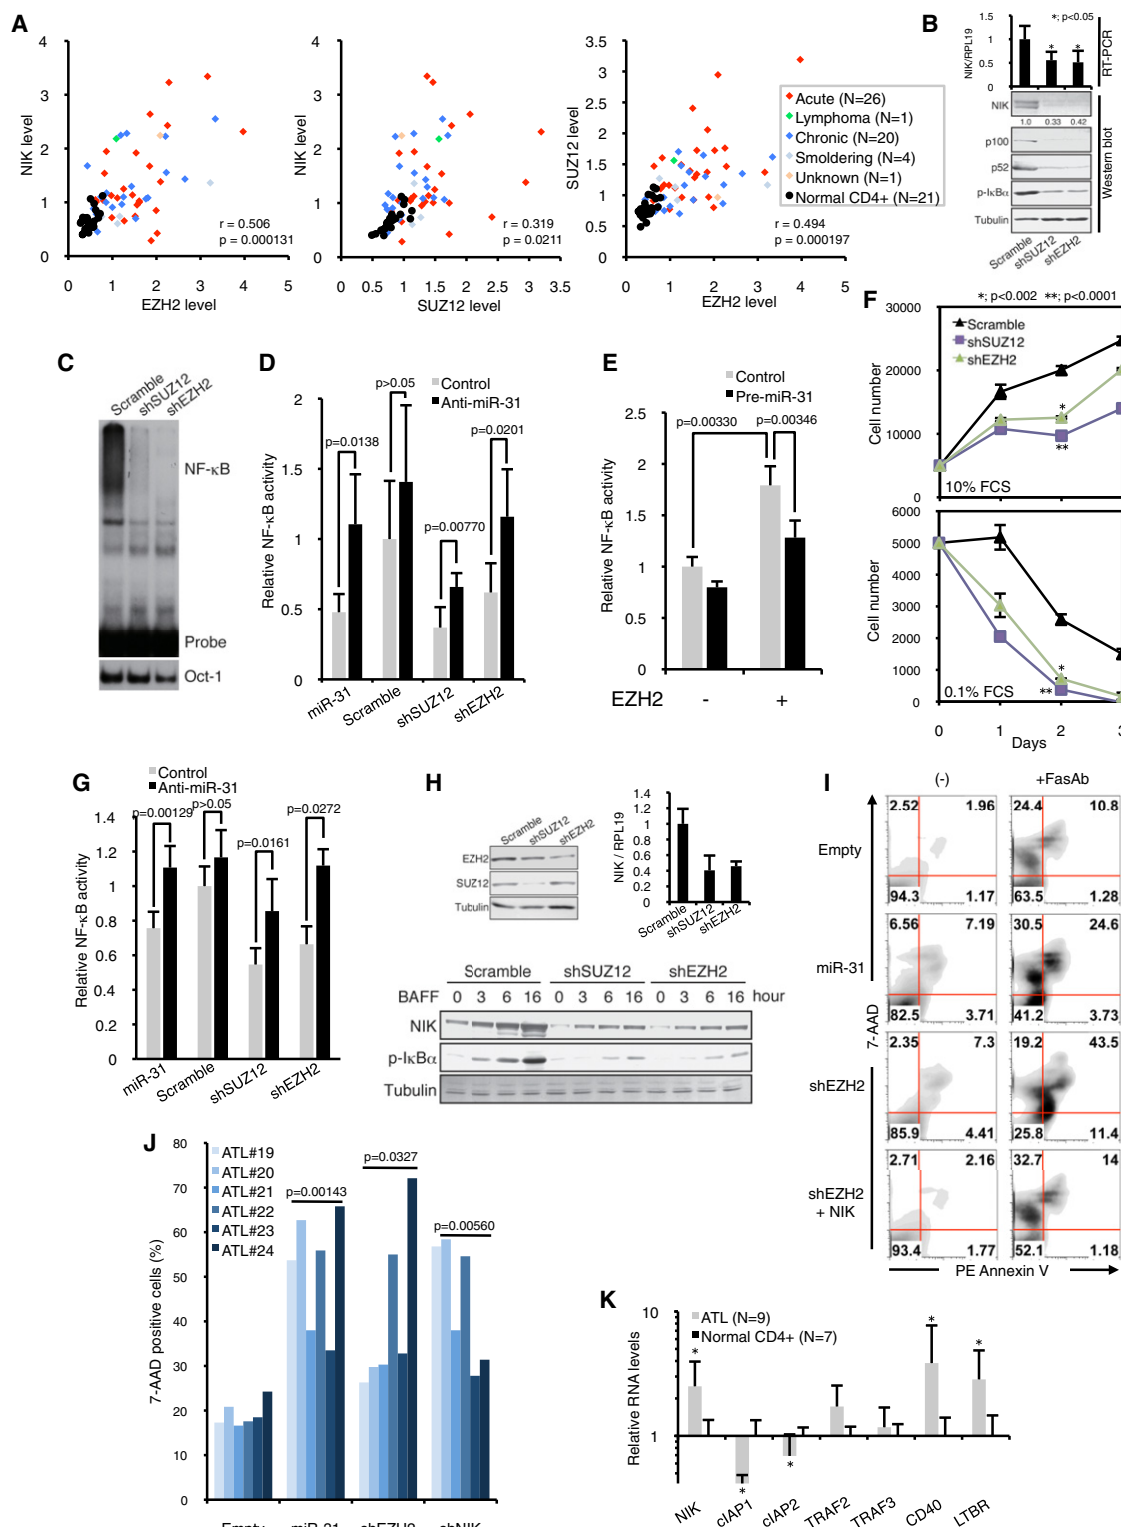 A
4
3
2
1
0
NIK level
0 1 2 3 4 5
EZH2 level
r = 0.506
p = 0.000131
4
3
2
1
0
NIK level
0 0.5 1 1.5 2 2.5 3 3.5
SUZ12 level
r = 0.319
p = 0.0211
3.5
3
2.5
2
1.5
1
0.5
0
SUZ12 level
0 1 2 3 4 5
EZH2 level
r = 0.494
p = 0.000197
Acute (N=26)
Lymphoma (N=1)
Chronic (N=20)
Smoldering (N=4)
Unknown (N=1)
Normal CD4+ (N=21)
B
*; p<0.05
1.5
1
0.5
0
NIK/RPL19
* *
RT-PCR
NIK
1.0 0.33 0.42
p100
p52
p-IκBα
Tubulin
Western blot
Scramble
shSUZ12
shEZH2
C
Scramble
shSUZ12
shEZH2
NF-κB
Probe
Oct-1
D
Control
Anti-miR-31
p>0.05
p=0.0138
p=0.0201
p=0.00770
2
1.5
1
0.5
0
Relative NF-κB activity
miR-31
Scramble
shSUZ12
shEZH2
E
Control
Pre-miR-31
p=0.00330
p=0.00346
2.5
2
1.5
1
0.5
0
Relative NF-κB activity
EZH2 - +
F
*; p<0.002 **; p<0.0001
30000
20000
10000
0
Cell number
Scramble
shSUZ12
shEZH2
*
**
10% FCS
6000
5000
4000
3000
2000
1000
0
Cell number
*
**
0.1% FCS
0 1 2 3
Days
G
Control
Anti-miR-31
p=0.00129
p>0.05
p=0.0161
p=0.0272
1.4
1.2
1
0.8
0.6
0.4
0.2
0
Relative NF-κB activity
miR-31
Scramble
shSUZ12
shEZH2
H
Scramble
shSUZ12
shEZH2
EZH2
SUZ12
Tubulin
1.4
1.2
1
0.8
0.6
0.4
0.2
0
NIK / RPL19
Scramble
shSUZ12
shEZH2
Scramble shSUZ12 shEZH2
BAFF 0 3 6 16 0 3 6 16 0 3 6 16 hour
NIK
p-IκBα
Tubulin
I
(-) +FasAb
Empty
2.52 1.96 24.4 10.8
94.3 1.17 63.5 1.28
miR-31
6.56 7.19 30.5 24.6
82.5 3.71 41.2 3.73
7-AAD
shEZH2
2.35 7.3 19.2 43.5
85.9 4.41 25.8 11.4
shEZH2
+ NIK
2.71 2.16 32.7 14
93.4 1.77 52.1 1.18
PE Annexin V
J
80
70
60
50
40
30
20
10
0
7-AAD positive cells (%)
ATL#19
ATL#20
ATL#21
ATL#22
ATL#23
ATL#24
p=0.00143
p=0.0327
p=0.00560
Empty miR-31 shEZH2 shNIK
K
10
1
Relative RNA levels
ATL (N=9)
Normal CD4+ (N=7)
* * * * *
NIK
cIAP1
cIAP2
TRAF2
TRAF3
CD40
LTBR